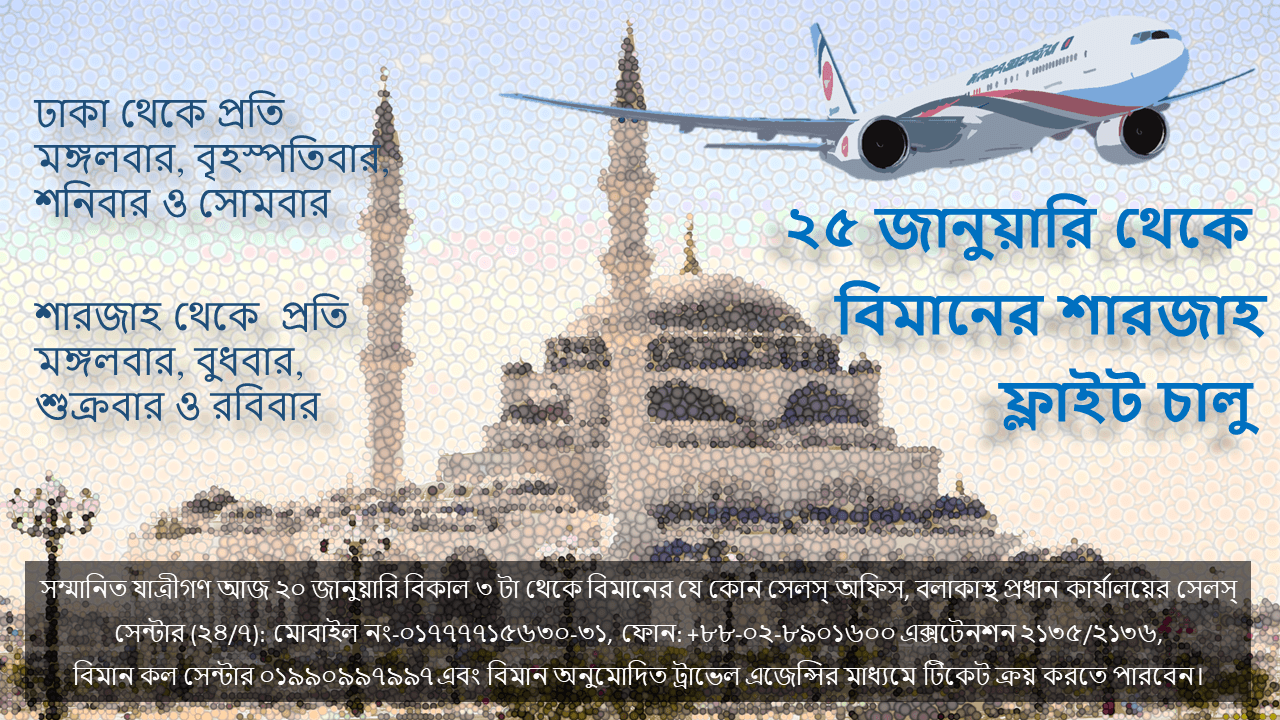 ঢাকা থেকে প্রতি
মঙ্গলবার, বৃহস্পতিবার,
শনিবার ও সোমবার
শারজাহ থেকে প্রতি
মঙ্গলবার, বুধবার,
শুক্রবার ও রবিবার
২৫ জানুয়ারি থেকে
বিমানের শারজাহ
ফ্লাইট চালু
সম্মানিত যাত্রীগণ আজ ২০ জানুয়ারি বিকাল ৩ টা থেকে বিমানের যে কোন সেলস্ অফিস, বলাকাস্থ প্রধান কার্যালয়ের সেলস্
সেন্টার (২৪/৭): মোবাইল নং-০১৭৭৭৭১৫৬৩০-৩১, ফোন: +৮৮-০২-৮৯০১৬০০ এক্সটেনশন ২১৩৫/২১৩৬,
বিমান কল সেন্টার ০১৯৯০৯৯৭৯৯৭ এবং বিমান অনুমোদিত ট্রাভেল এজেন্সির মাধ্যমে টিকেট ক্রয় করতে পারবেন।